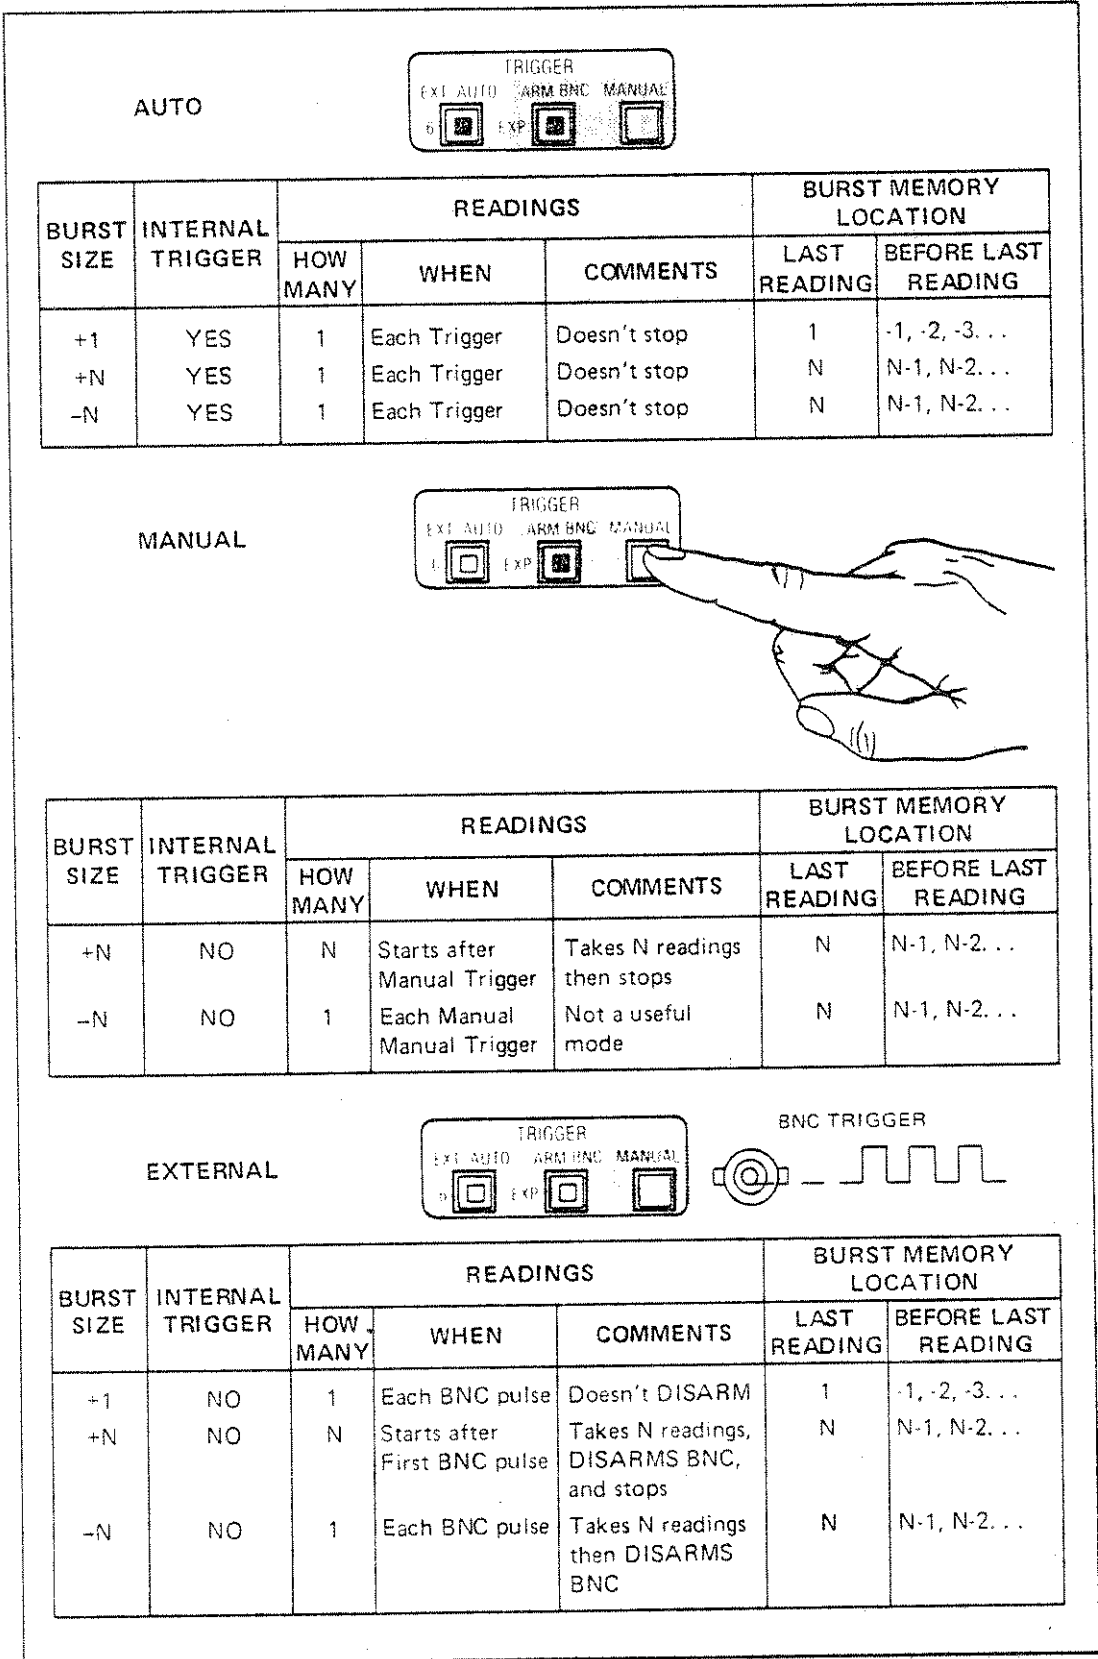 AUTO
TRIGGER
EXT AUTO ARM BNC MANUAL
6 EXP
BURST SIZE INTERNAL TRIGGER READINGS BURST MEMORY LOCATION
HOW MANY WHEN COMMENTS LAST READING BEFORE LAST READING
+1 YES 1 Each Trigger Doesn't stop 1 -1, -2, -3. . .
+N YES 1 Each Trigger Doesn't stop N N-1, N-2. . .
–N YES 1 Each Trigger Doesn't stop N N-1, N-2. . .
MANUAL
TRIGGER
EXT AUTO ARM BNC MANUAL
EXP
BURST SIZE INTERNAL TRIGGER READINGS BURST MEMORY LOCATION
HOW MANY WHEN COMMENTS LAST READING BEFORE LAST READING
+N NO N Starts after Manual Trigger Takes N readings then stops N N-1, N-2. . .
–N NO 1 Each Manual Manual Trigger Not a useful mode N N-1, N-2. . .
EXTERNAL
TRIGGER
EXT AUTO ARM BNC MANUAL
6 EXP
BNC TRIGGER
BURST SIZE INTERNAL TRIGGER READINGS BURST MEMORY LOCATION
HOW MANY WHEN COMMENTS LAST READING BEFORE LAST READING
+1 NO 1 Each BNC pulse Doesn't DISARM 1 -1, -2, -3. . .
+N NO N Starts after First BNC pulse Takes N readings, DISARMS BNC, and stops N N-1, N-2. . .
–N NO 1 Each BNC pulse Takes N readings then DISARMS BNC N N-1, N-2. . .